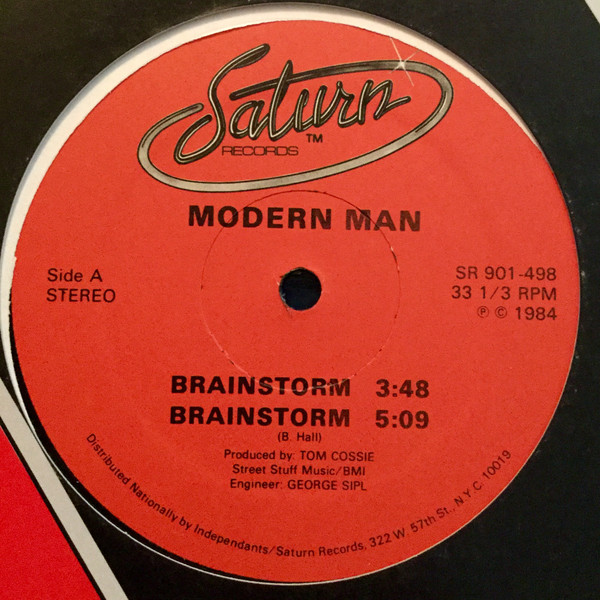 Saturn
TM
RECORDS
MODERN MAN
Side A
STEREO
SR 901-498
33 1/3 RPM
℗ © 1984
BRAINSTORM 3:48
BRAINSTORM 5:09
(B. Hall)
Produced by: TOM COSSIE
Street Stuff Music/BMI
Engineer: GEORGE SIPL
Distributed Nationally by Independants/Saturn Records, 322 W. 57th St., N.Y.C. 10019